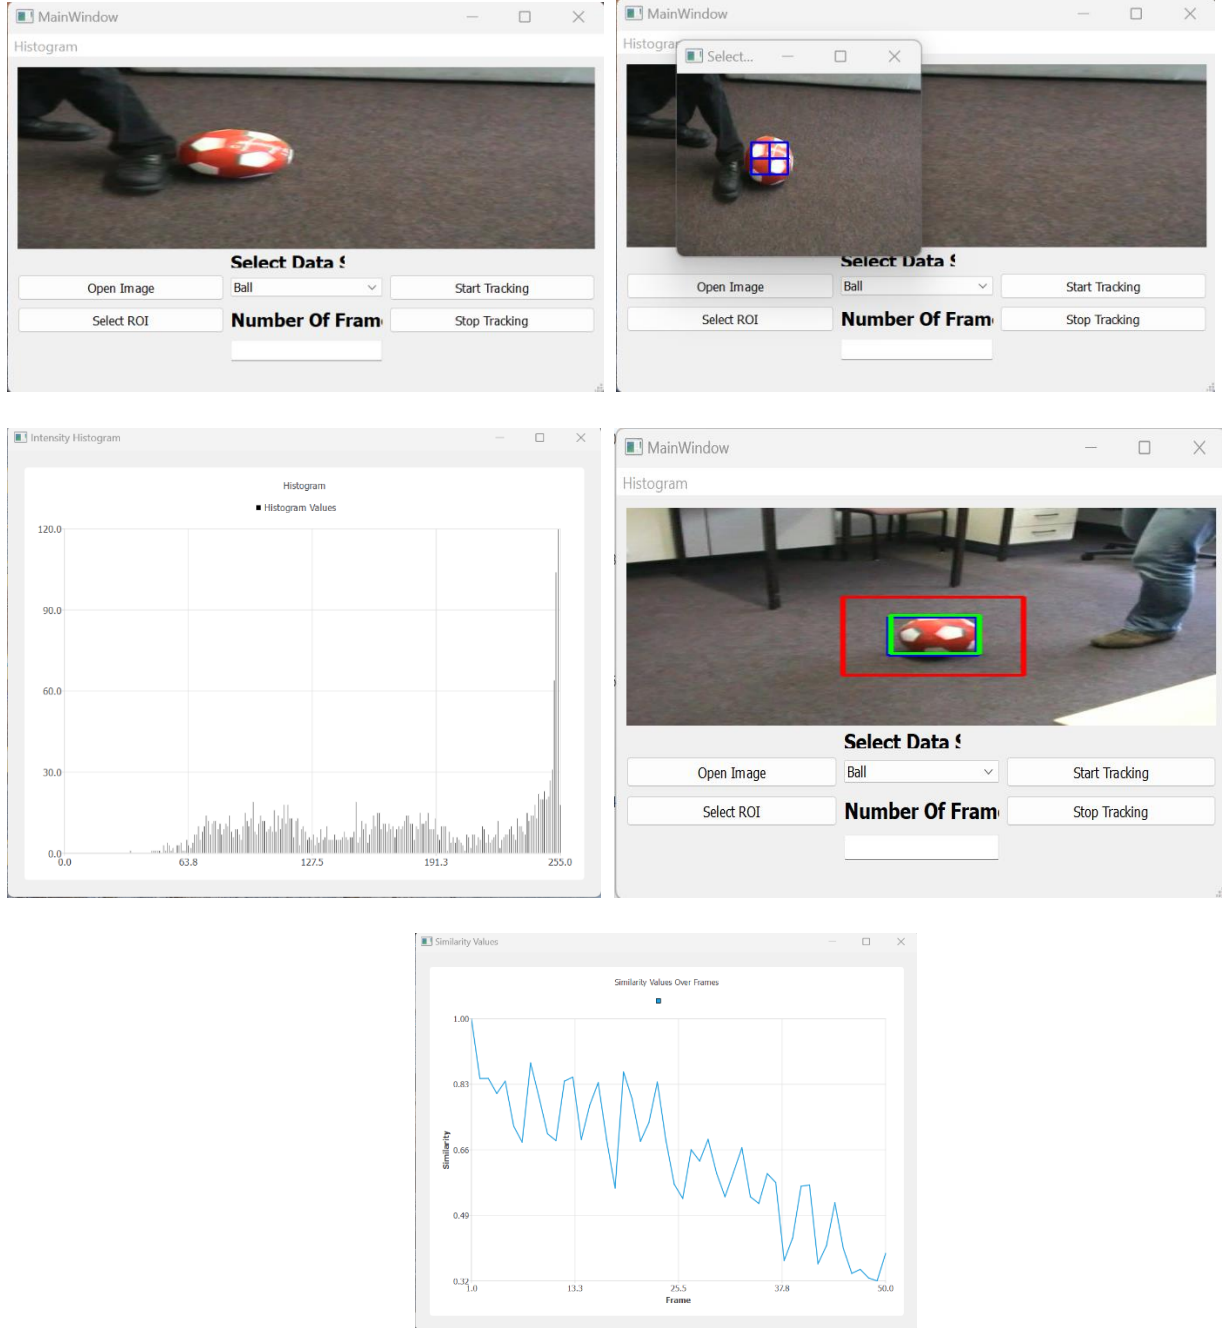 MainWindow
Histogram
Select Data S
Open Image
Ball
Start Tracking
Select ROI
Number Of Fram
Stop Tracking
MainWindow
Histogra
Select...
Select Data S
Open Image
Ball
Start Tracking
Select ROI
Number Of Fram
Stop Tracking
Intensity Histogram
Histogram
Histogram Values
120.0
90.0
60.0
30.0
0.0
0.0 63.8 127.5 191.3 255.0
MainWindow
Histogram
Select Data S
Open Image
Ball
Start Tracking
Select ROI
Number Of Fram
Stop Tracking
Similarity Values
Similarity Values Over Frames
1.00
0.83
0.66
0.49
0.32
Similarity
1.0 13.3 25.5 37.8 50.0
Frame